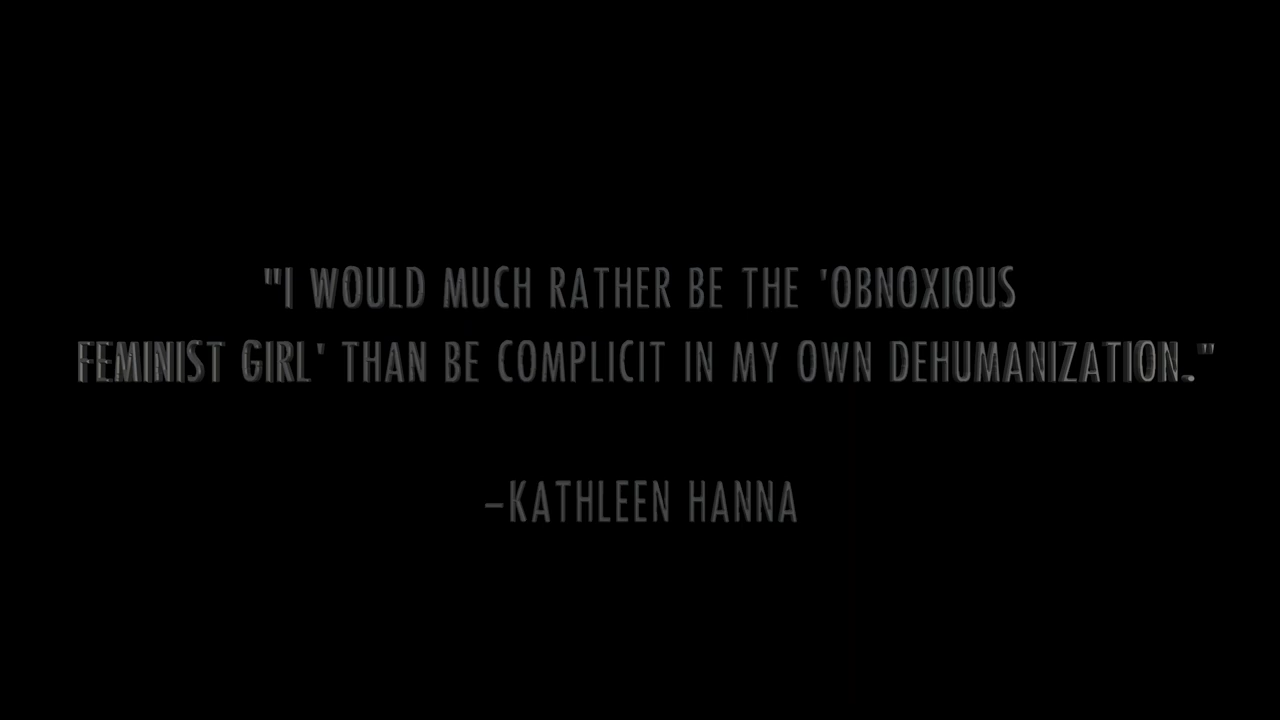 "I WOULD MUCH RATHER BE THE 'OBNOXIOUS
FEMINIST GIRL' THAN BE COMPLICIT IN MY OWN DEHUMANIZATION."
–KATHLEEN HANNA